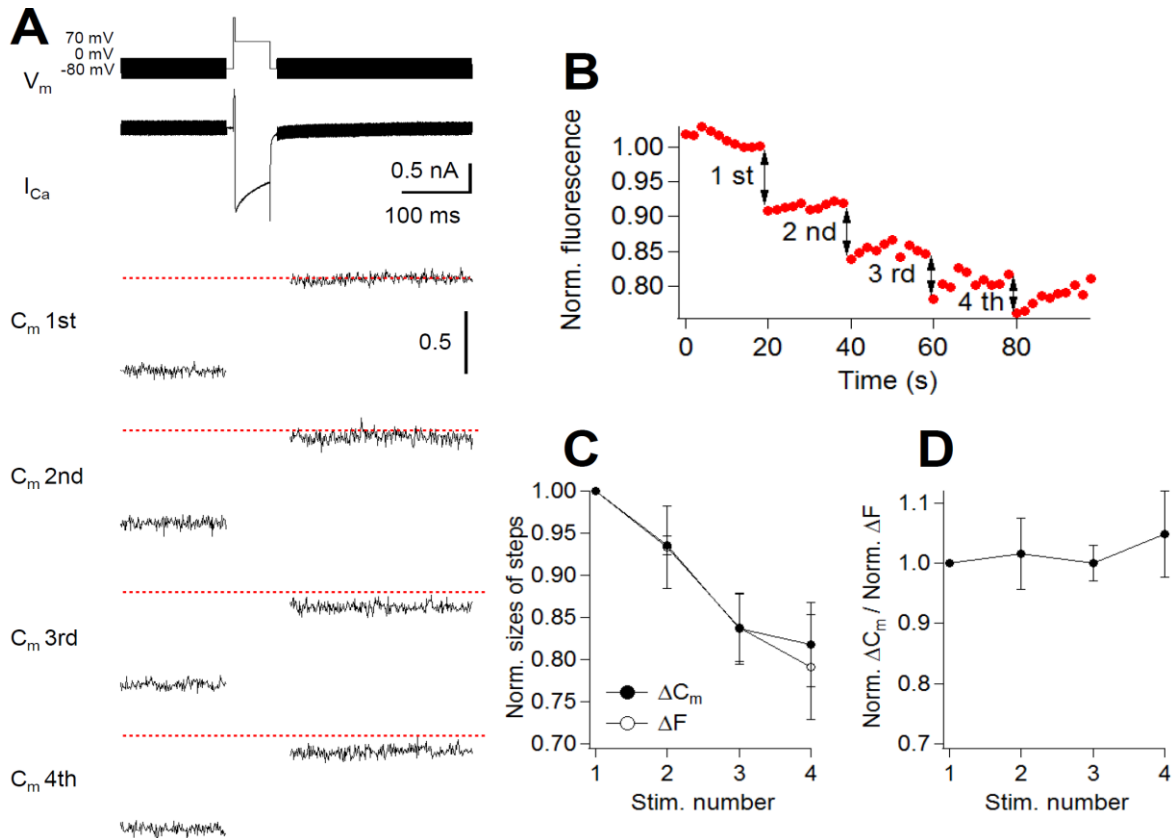 A
70 mV
0 mV
-80 mV
Vm
0.5 nA
ICa
100 ms
Cm 1st
0.5
Cm 2nd
Cm 3rd
Cm 4th
B
Norm. fluorescence
1.00
0.95
0.90
0.85
0.80
1 st
2 nd
3 rd
4 th
0 20 40 60 80
Time (s)
C
Norm. sizes of steps
1.00
0.95
0.90
0.85
0.80
0.75
0.70
ΔCm
ΔF
1 2 3 4
Stim. number
D
Norm. ΔCm / Norm. ΔF
1.1
1.0
0.9
0.8
0.7
1 2 3 4
Stim. number